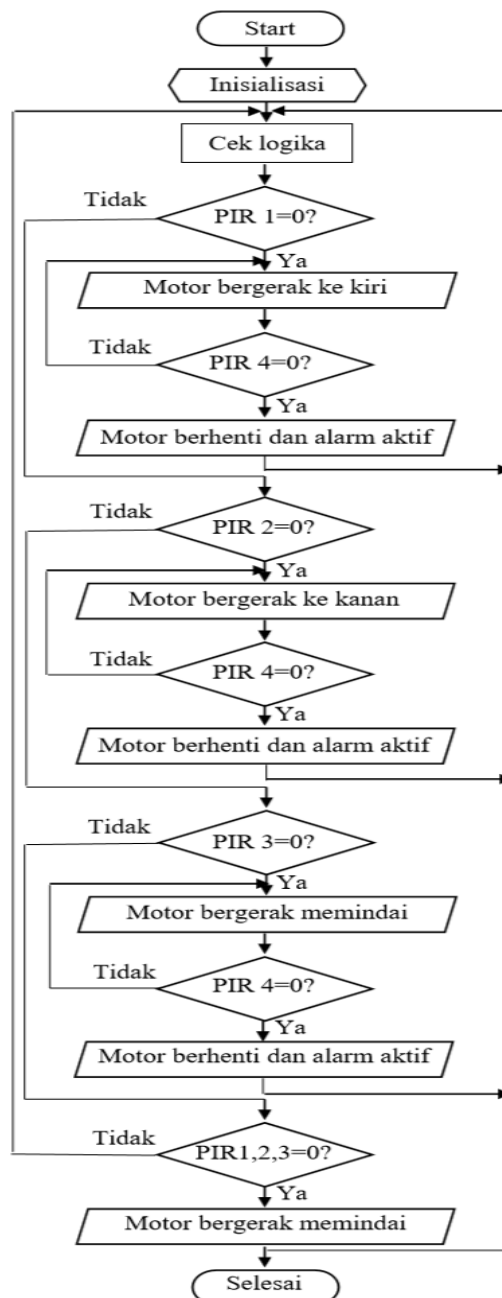 Start
Inisialisasi
Cek logika
Tidak
PIR 1=0?
Ya
Motor bergerak ke kiri
Tidak
PIR 4=0?
Ya
Motor berhenti dan alarm aktif
Tidak
PIR 2=0?
Ya
Motor bergerak ke kanan
Tidak
PIR 4=0?
Ya
Motor berhenti dan alarm aktif
Tidak
PIR 3=0?
Ya
Motor bergerak memindai
Tidak
PIR 4=0?
Ya
Motor berhenti dan alarm aktif
Tidak
PIR1,2,3=0?
Ya
Motor bergerak memindai
Selesai